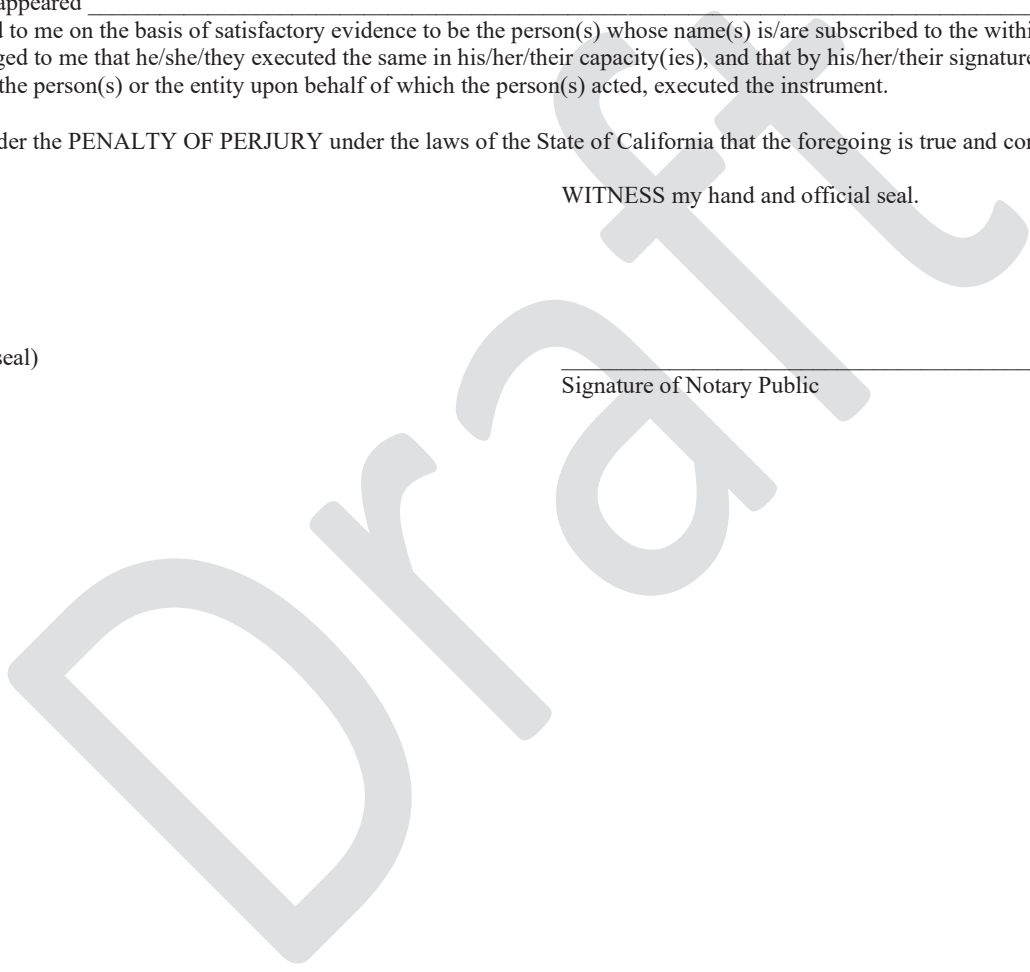 appeared ____________________________________________
d to me on the basis of satisfactory evidence to be the person(s) whose name(s) is/are subscribed to the withi
ged to me that he/she/they executed the same in his/her/their capacity(ies), and that by his/her/their signature
the person(s) or the entity upon behalf of which the person(s) acted, executed the instrument.
der the PENALTY OF PERJURY under the laws of the State of California that the foregoing is true and cor
WITNESS my hand and official seal.
seal)
Signature of Notary Public
Draft